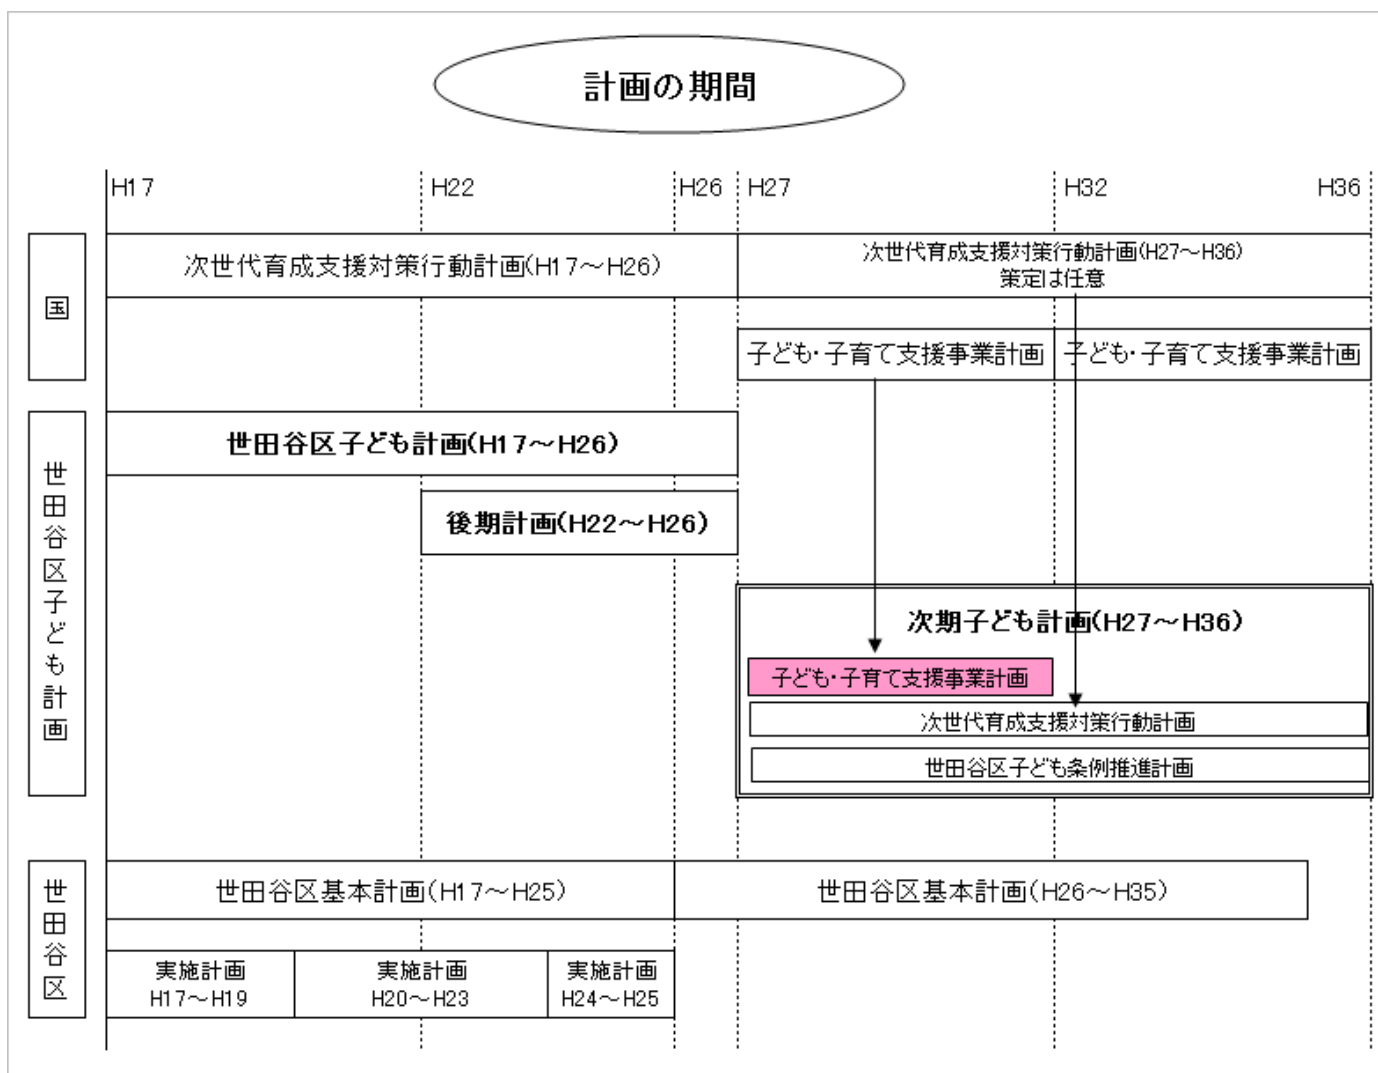 計画の期間
H17
H22
H26
H27
H32
H36
国
次世代育成支援対策行動計画(H17～H26)
次世代育成支援対策行動計画(H27～H36)
策定は任意
子ども・子育て支援事業計画
子ども・子育て支援事業計画
世田谷区子ども計画
世田谷区子ども計画(H17～H26)
後期計画(H22～H26)
次期子ども計画(H27～H36)
子ども・子育て支援事業計画
次世代育成支援対策行動計画
世田谷区子ども条例推進計画
世田谷区
世田谷区基本計画(H17～H25)
世田谷区基本計画(H26～H35)
実施計画
H17～H19
実施計画
H20～H23
実施計画
H24～H25